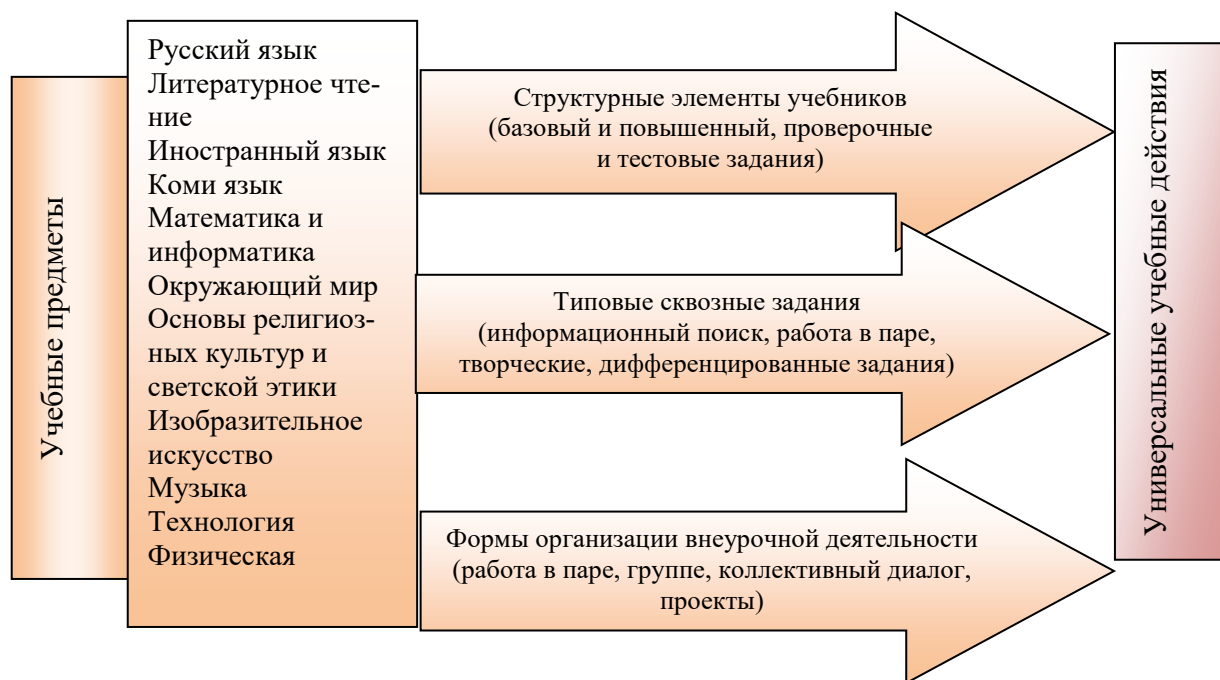 Учебные предметы
Русский язык
Литературное чте-
ние
Иностранный язык
Коми язык
Математика и
информатика
Окружающий мир
Основы религиоз-
ных культур и
светской этики
Изобразительное
искусство
Музыка
Технология
Физическая
Структурные элементы учебников
(базовый и повышенный, проверочные
и тестовые задания)
Типовые сквозные задания
(информационный поиск, работа в паре,
творческие, дифференцированные задания)
Формы организации внеурочной деятельности
(работа в паре, группе, коллективный диалог,
проекты)
Универсальные учебные действия